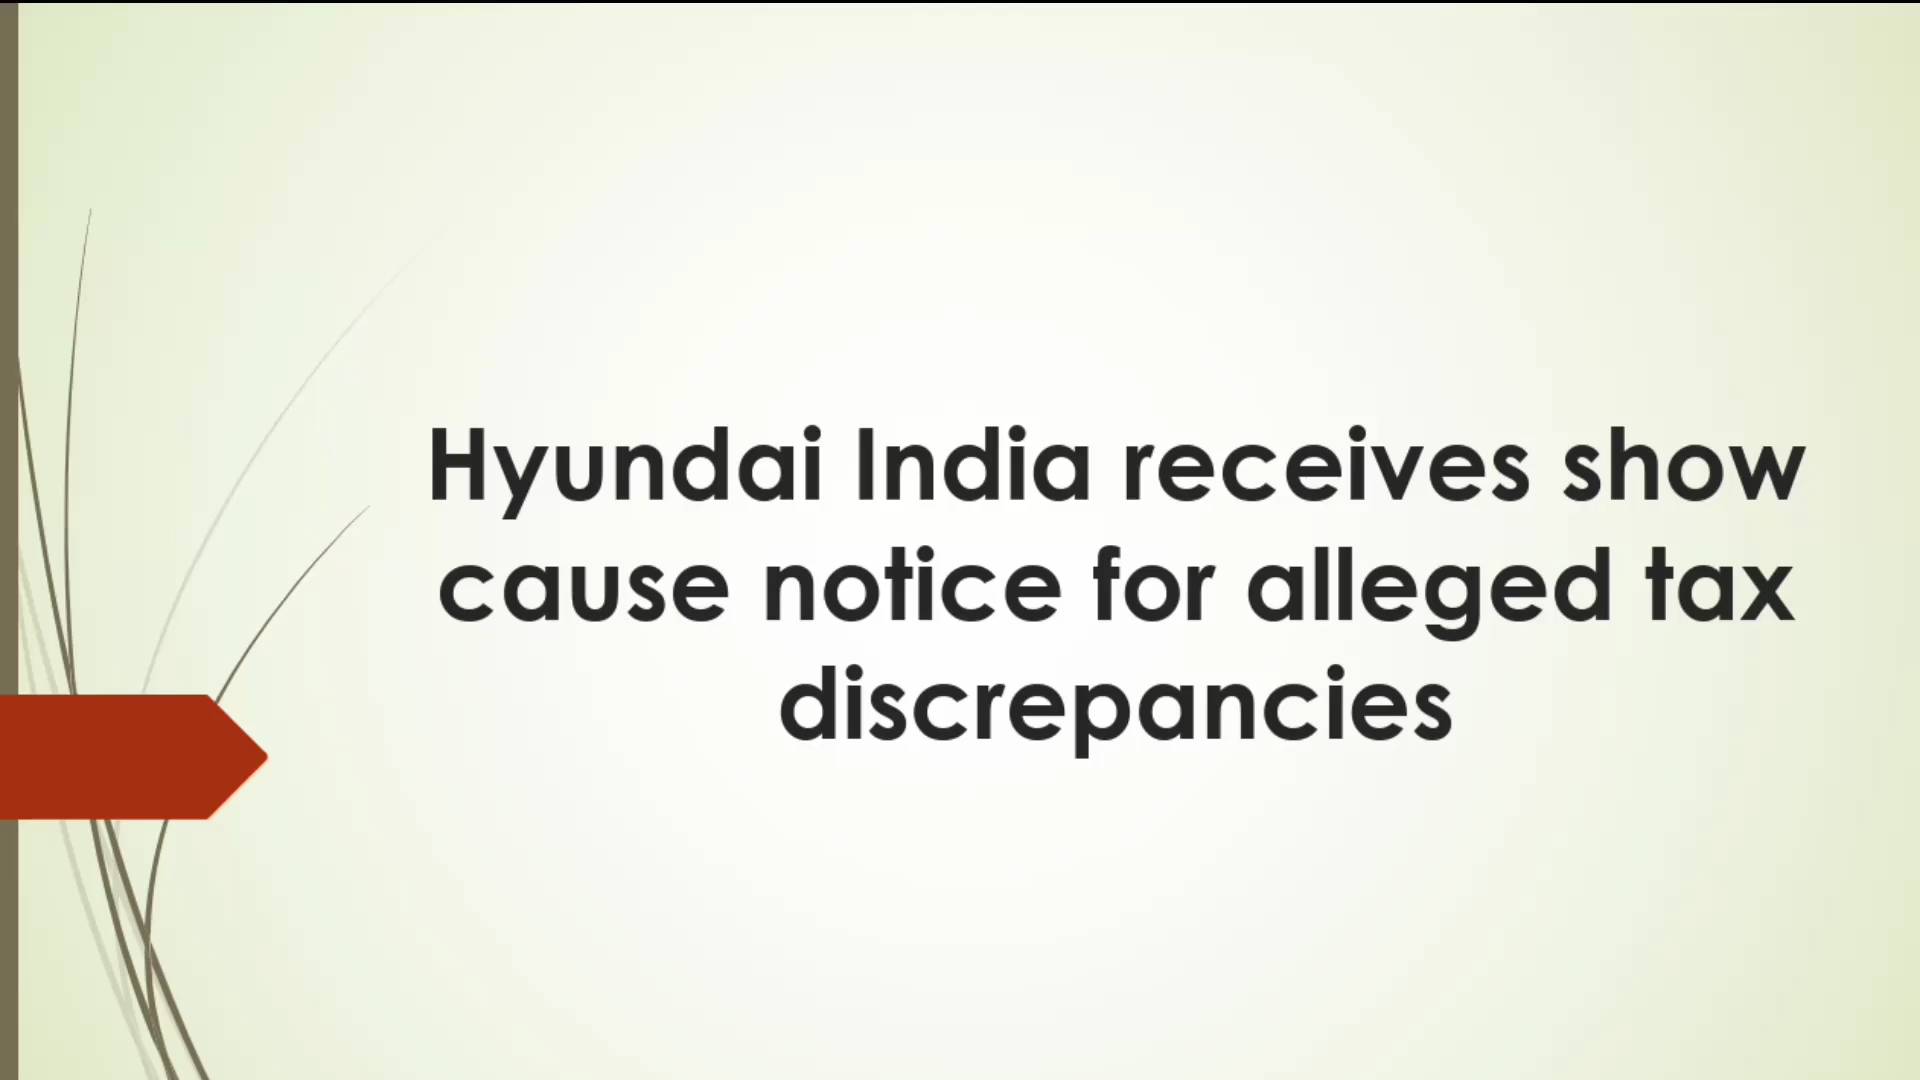 Hyundai India receives show
cause notice for alleged tax
discrepancies